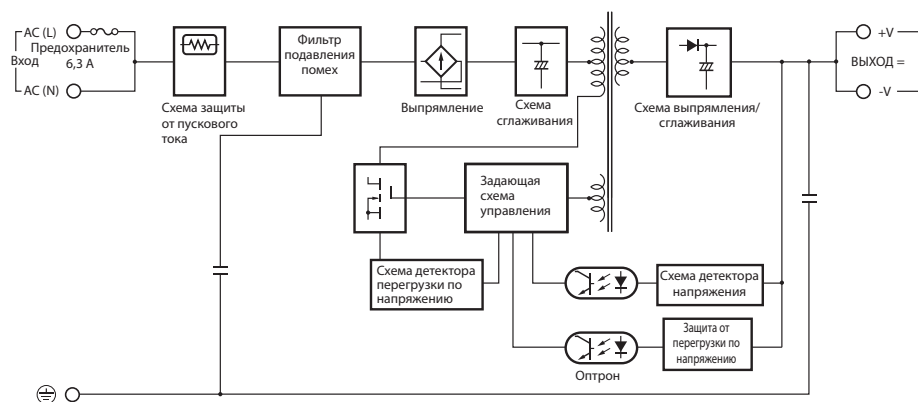 AC (L)
Предохранитель
6,3 А
Вход
AC (N)
Схема защиты
от пускового
тока
Фильтр
подавления
помех
Выпрямление
Схема
сглаживания
Схема выпрямления/
сглаживания
+V
ВЫХОД =
-V
Задающая
схема
управления
Схема детектора
перегрузки по
напряжению
Схема детектора
напряжения
Защита от
перегрузки по
напряжению
Оптрон